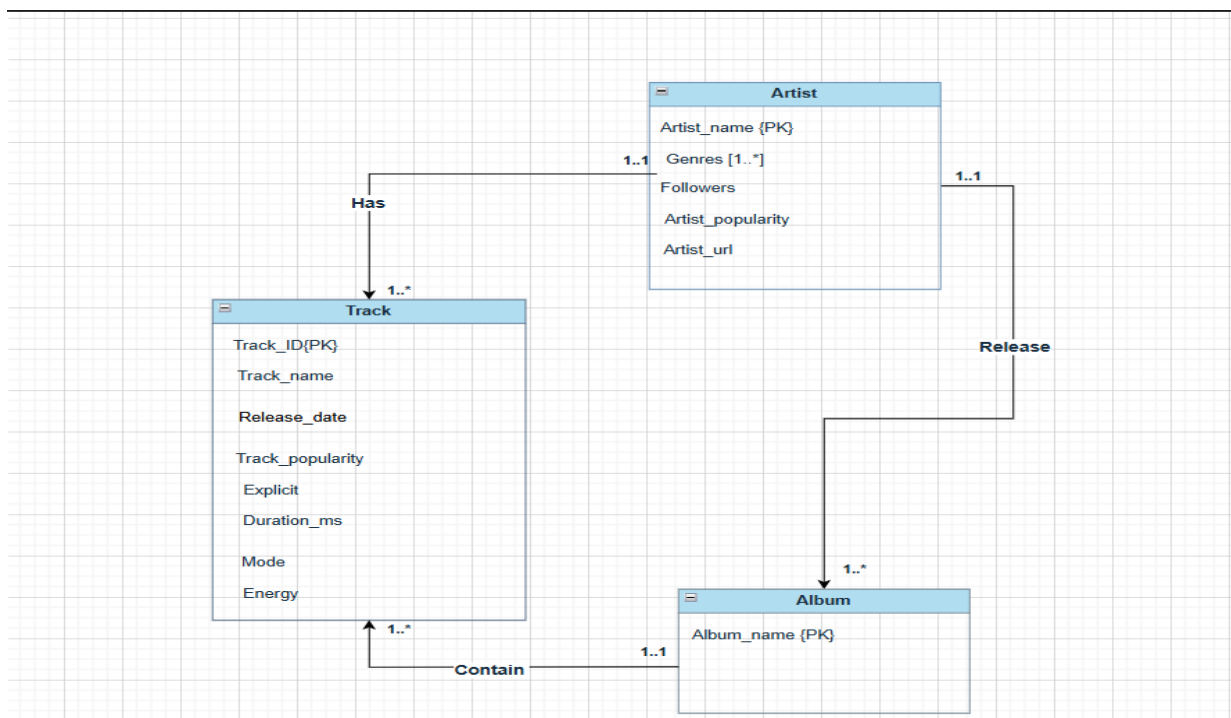 Artist
Artist_name {PK}
1..1
Genres [1..*]
Followers
1..1
Artist_popularity
Artist_url
Has
1..*
Track
Track_ID{PK}
Track_name
Release_date
Track_popularity
Explicit
Duration_ms
Mode
Energy
1..*
Release
1..*
Album
Album_name {PK}
1..1
Contain